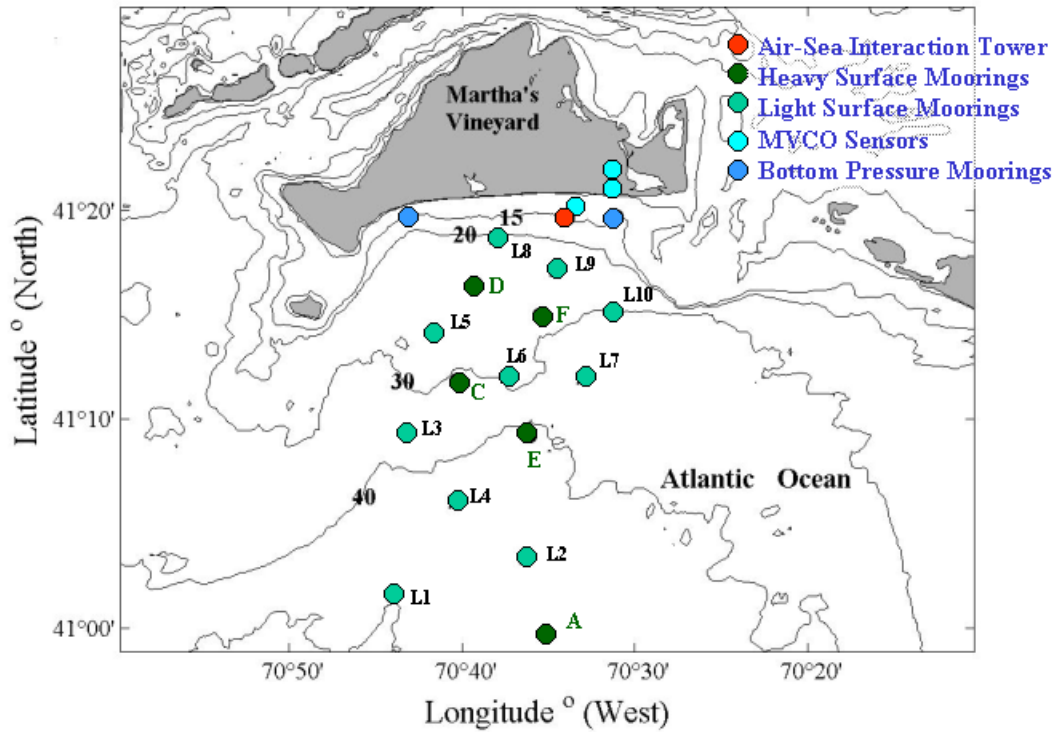 Air-Sea Interaction Tower
Heavy Surface Moorings
Light Surface Moorings
MVCO Sensors
Bottom Pressure Moorings
Martha's
Vineyard
41°20'
15
20
L8
L9
D
L10
F
L5
L6
L7
30
C
41°10'
L3
E
Atlantic Ocean
40
L4
L2
L1
A
41°00'
70°50'
70°40'
70°30'
70°20'
Latitude ° (North)
Longitude ° (West)